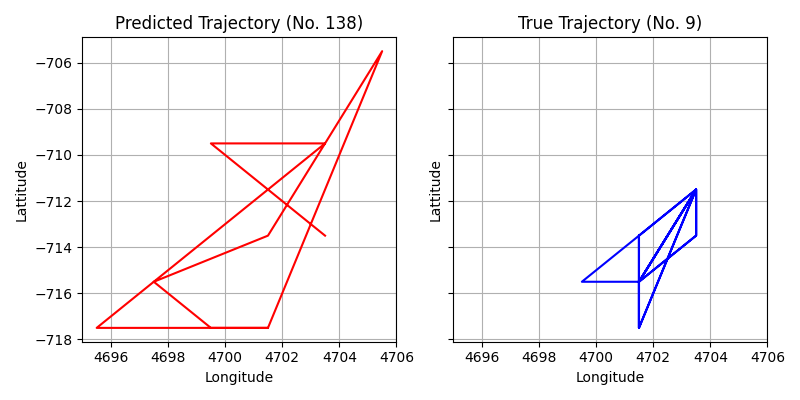 Predicted Trajectory (No. 138)
True Trajectory (No. 9)
Lattitude
−706
−708
−710
−712
−714
−716
−718
4696 4698 4700 4702 4704 4706
Longitude
Lattitude
4696 4698 4700 4702 4704 4706
Longitude